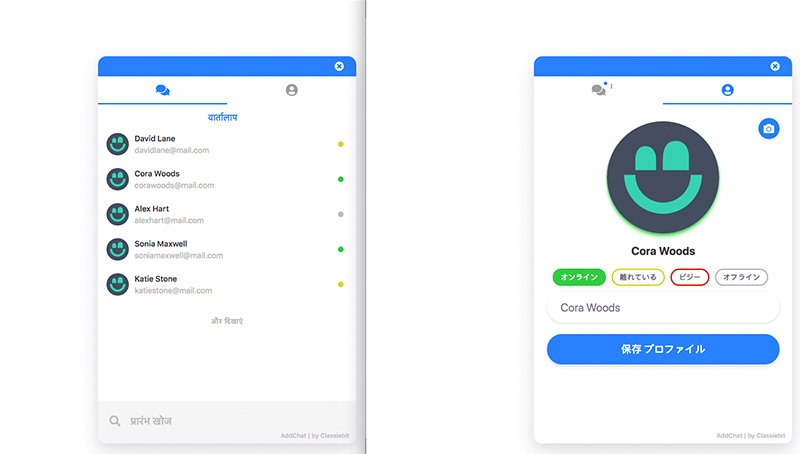 वार्तालाप
David Lane
davidlane@mail.com
Cora Woods
corawoods@mail.com
Alex Hart
alexhart@mail.com
Sonia Maxwell
soniamaxwell@mail.com
Katie Stone
katiestone@mail.com
और दिखाएं
प्रारंभ खोज
AddChat | by Classiebit
1
Cora Woods
オンライン 離れている ビジー オフライン
Cora Woods
保存 プロファイル
AddChat | by Classiebit